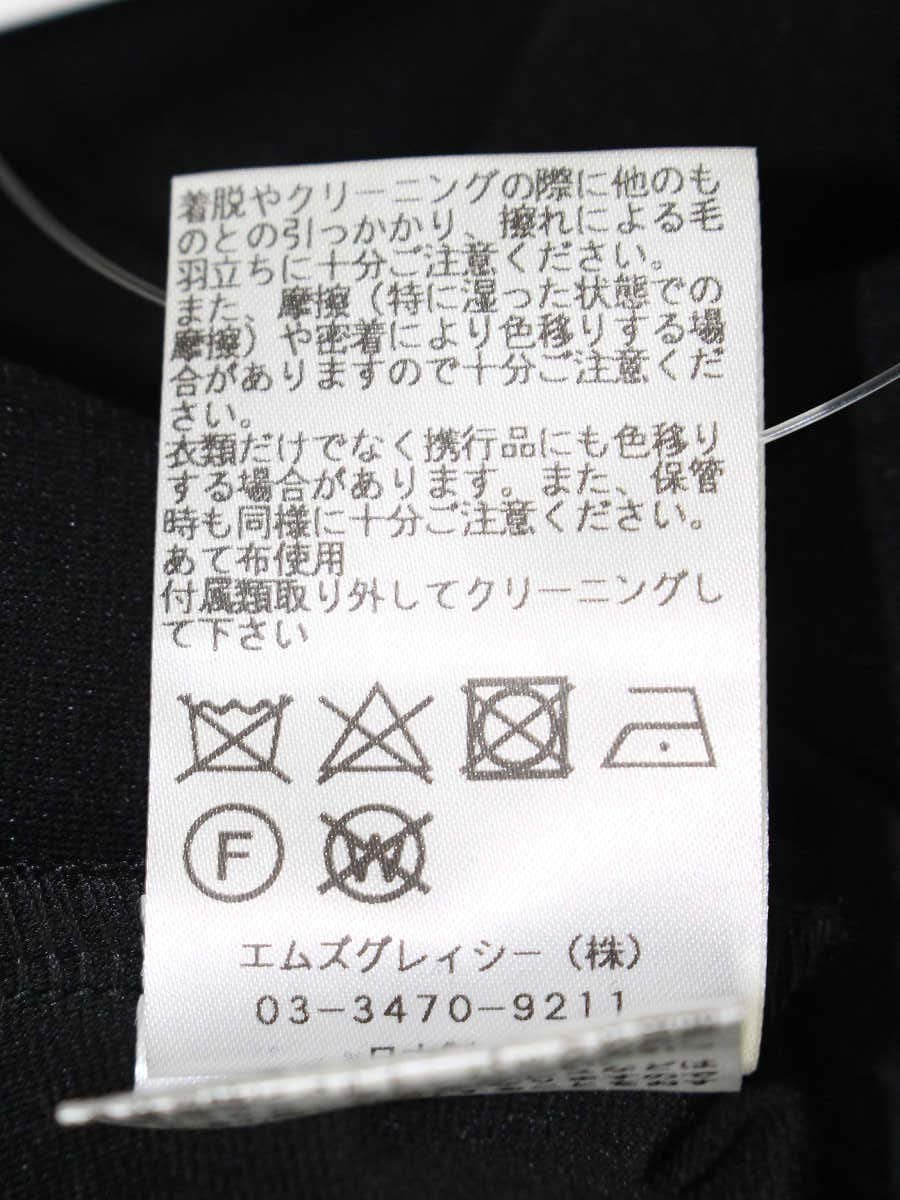 着脱やクリーニングの際に他のも
のとの引っかかり、擦れによる毛
羽立ちに十分ご注意ください。
また、摩擦（特に湿った状態での
摩擦）や密着により色移りする場
合がありますので十分ご注意くだ
さい。
衣類だけでなく携行品にも色移り
する場合があります。また、保管
時も同様に十分ご注意ください。
あて布使用
付属類取り外してクリーニングし
て下さい
F W
エムズグレィシー（株）
03-3470-9211